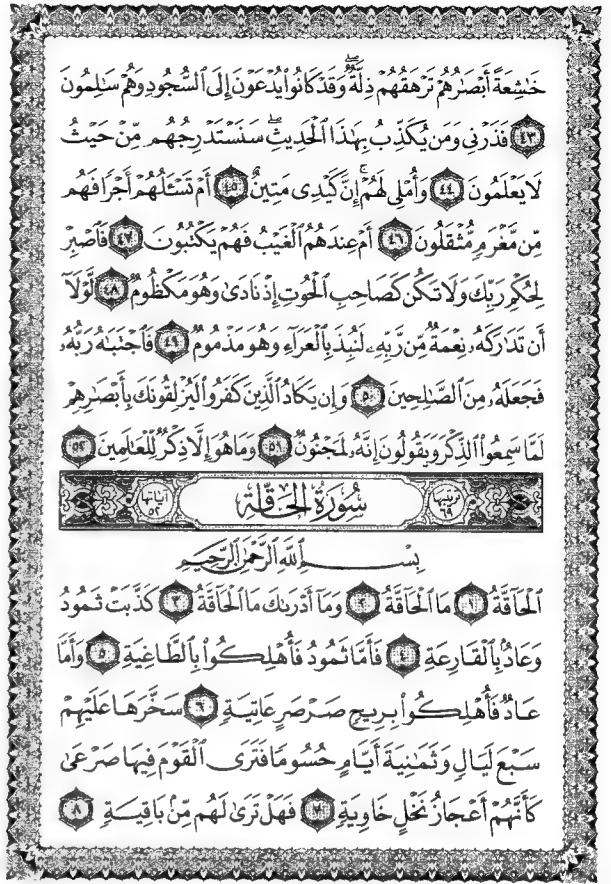 خَٰشِعَةً أَبْصَٰرُهُمْ تَرْهَقُهُمْ ذِلَّةٌ ۖ وَقَدْ كَانُوا۟ يُدْعَوْنَ إِلَى ٱلسُّجُودِ وَهُمْ سَٰلِمُونَ
٤٣ فَذَرْنِى وَمَن يُكَذِّبُ بِهَٰذَا ٱلْحَدِيثِ ۖ سَنَسْتَدْرِجُهُم مِّنْ حَيْثُ
لَا يَعْلَمُونَ ٤٤ وَأُمْلِى لَهُمْ ۚ إِنَّ كَيْدِى مَتِينٌ ٤٥ أَمْ تَسْـَٔلُهُمْ أَجْرًا فَهُم
مِّن مَّغْرَمٍ مُّثْقَلُونَ ٤٦ أَمْ عِندَهُمُ ٱلْغَيْبُ فَهُمْ يَكْتُبُونَ ٤٧ فَٱصْبِرْ
لِحُكْمِ رَبِّكَ وَلَا تَكُن كَصَاحِبِ ٱلْحُوتِ إِذْ نَادَىٰ وَهُوَ مَكْظُومٌ ٤٨ لَّوْلَآ
أَن تَدَٰرَكَهُۥ نِعْمَةٌ مِّن رَّبِّهِۦ لَنُبِذَ بِٱلْعَرَآءِ وَهُوَ مَذْمُومٌ ٤٩ فَٱجْتَبَٰهُ رَبُّهُۥ
فَجَعَلَهُۥ مِنَ ٱلصَّٰلِحِينَ ٥٠ وَإِن يَكَادُ ٱلَّذِينَ كَفَرُوا۟ لَيُزْلِقُونَكَ بِأَبْصَٰرِهِمْ
لَمَّا سَمِعُوا۟ ٱلذِّكْرَ وَيَقُولُونَ إِنَّهُۥ لَمَجْنُونٌ ٥١ وَمَا هُوَ إِلَّا ذِكْرٌ لِّلْعَٰلَمِينَ ٥٢
ترتيبها ٦٩ سُورَةُ الحَاقَّة آياتها ٥٢
بِسْمِ ٱللَّهِ ٱلرَّحْمَٰنِ ٱلرَّحِيمِ
ٱلْحَآقَّةُ ١ مَا ٱلْحَآقَّةُ ٢ وَمَآ أَدْرَىٰكَ مَا ٱلْحَآقَّةُ ٣ كَذَّبَتْ ثَمُودُ
وَعَادٌۢ بِٱلْقَارِعَةِ ٤ فَأَمَّا ثَمُودُ فَأُهْلِكُوا۟ بِٱلطَّاغِيَةِ ٥ وَأَمَّا
عَادٌ فَأُهْلِكُوا۟ بِرِيحٍ صَرْصَرٍ عَاتِيَةٍ ٦ سَخَّرَهَا عَلَيْهِمْ
سَبْعَ لَيَالٍ وَثَمَٰنِيَةَ أَيَّامٍ حُسُومًا فَتَرَى ٱلْقَوْمَ فِيهَا صَرْعَىٰ
كَأَنَّهُمْ أَعْجَازُ نَخْلٍ خَاوِيَةٍ ٧ فَهَلْ تَرَىٰ لَهُم مِّنۢ بَاقِيَةٍ ٨